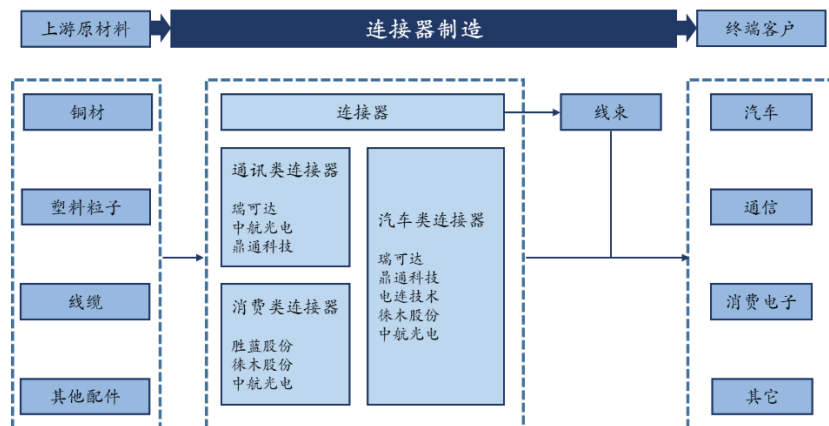 上游原材料
连接器制造
终端客户
铜材
塑料粒子
线缆
其他配件
连接器
通讯类连接器
瑞可达
中航光电
鼎通科技
消费类连接器
胜蓝股份
徕木股份
中航光电
汽车类连接器
瑞可达
鼎通科技
电连技术
徕木股份
中航光电
线束
汽车
通信
消费电子
其它